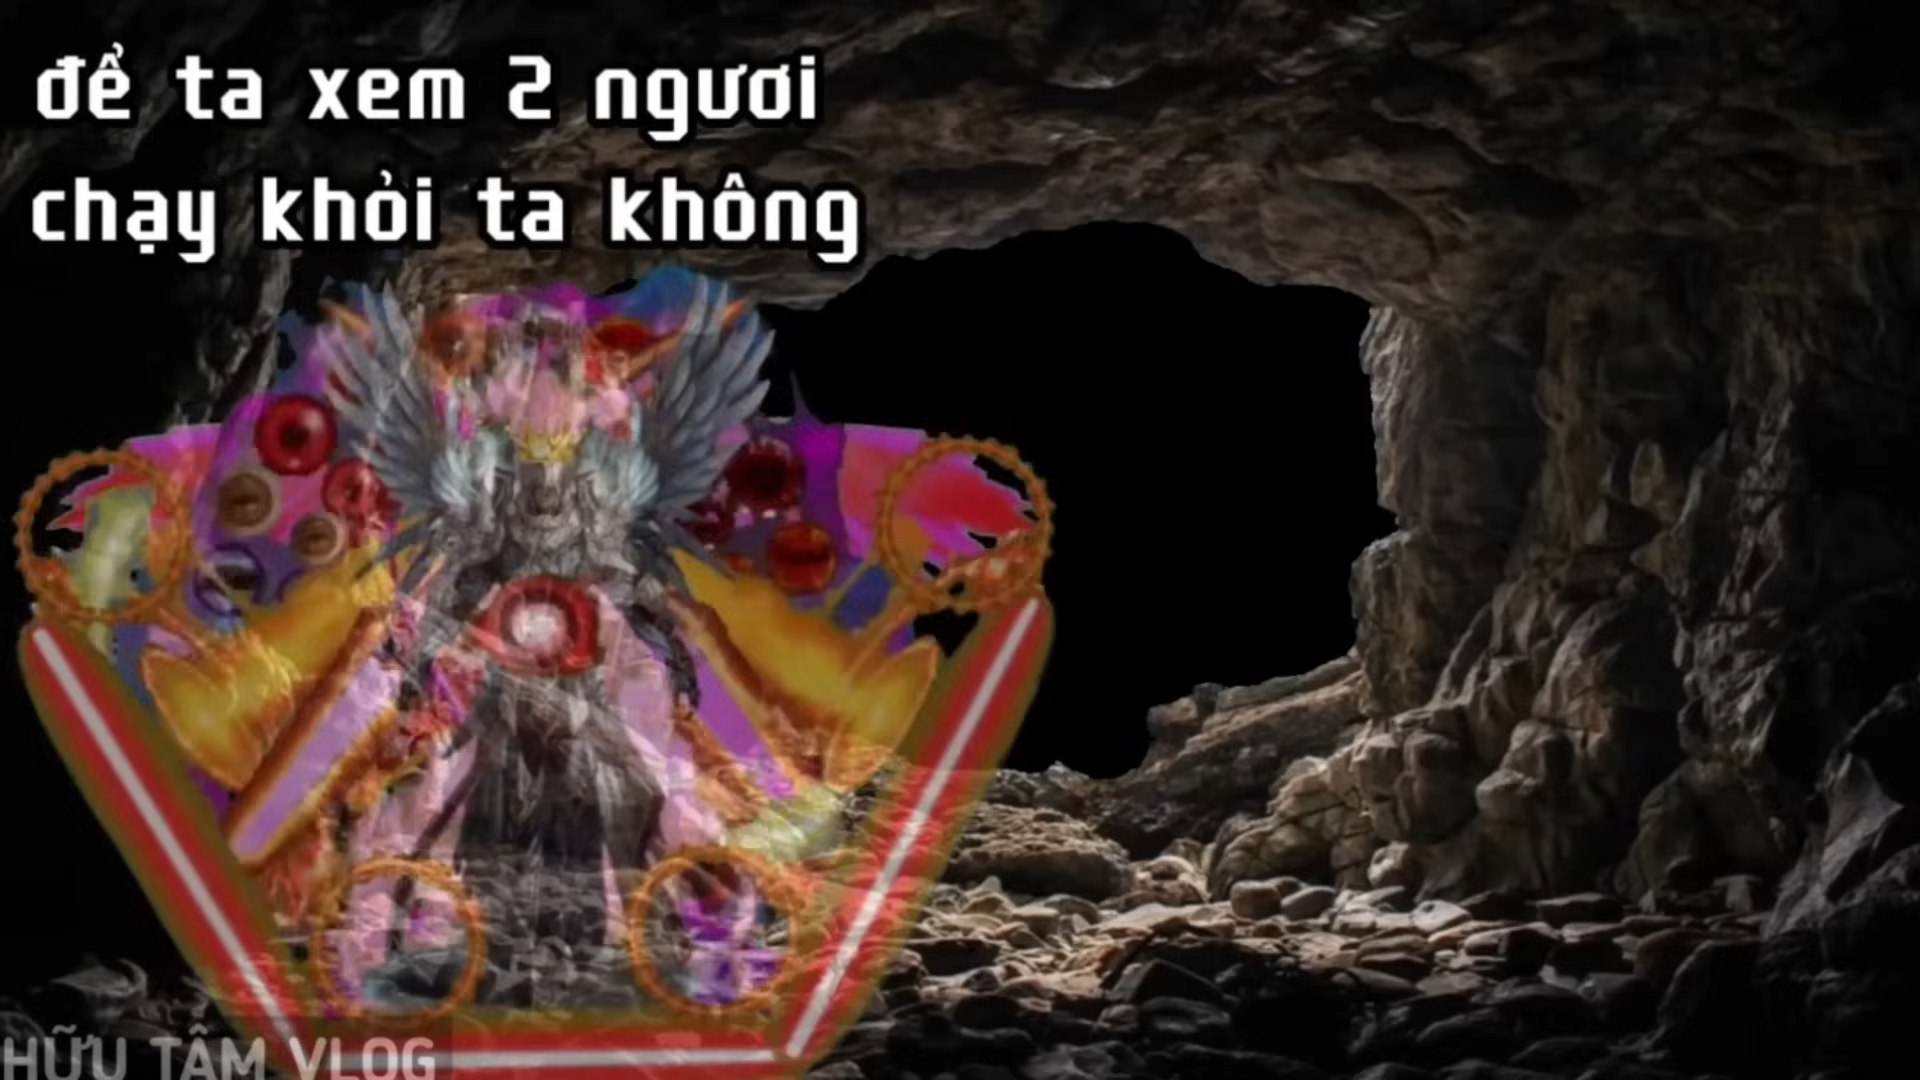 để ta xem 2 ngươi
chạy khỏi ta không
HỮU TÂM VLOG